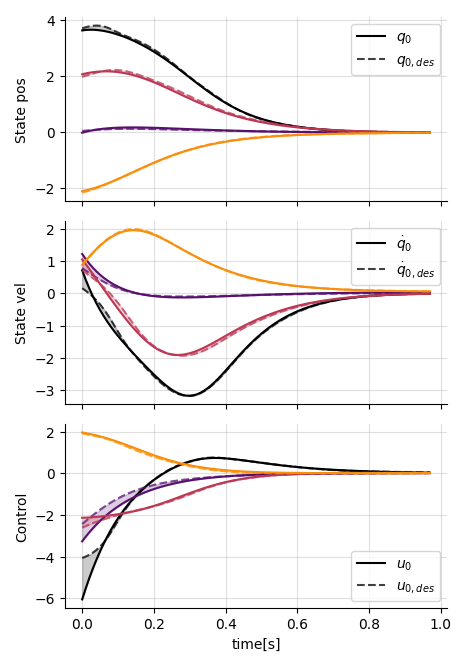 4
2
0
−2
State pos
q₀
q₀,des
2
1
0
−1
−2
−3
State vel
q̇₀
q̇₀,des
2
0
−2
−4
−6
Control
u₀
u₀,des
0.0 0.2 0.4 0.6 0.8 1.0
time[s]